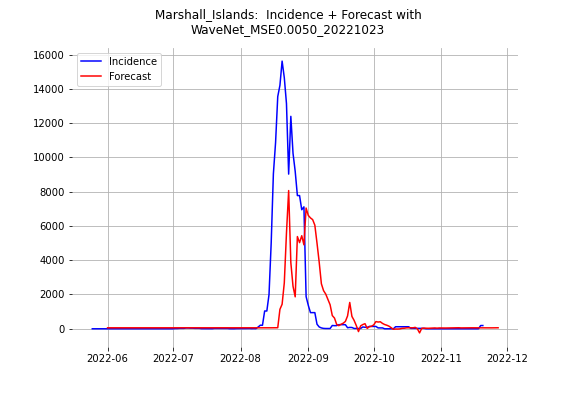 Marshall_Islands:  Incidence + Forecast with
WaveNet_MSE0.0050_20221023
Incidence
Forecast
16000
14000
12000
10000
8000
6000
4000
2000
0
2022-06 2022-07 2022-08 2022-09 2022-10 2022-11 2022-12